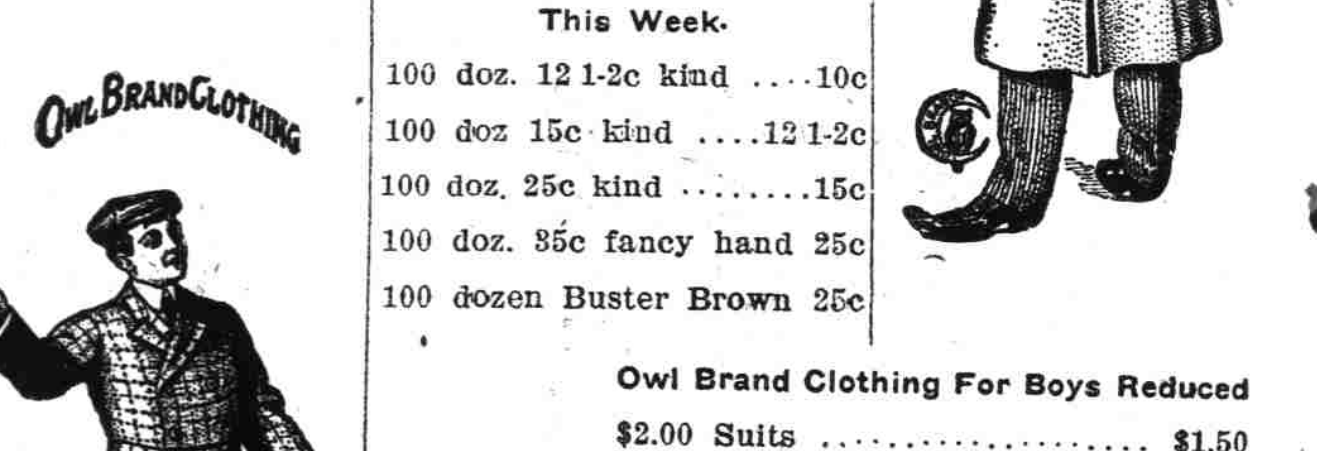 This Week.
OWL BRAND CLOTHING
100 doz. 12 1-2c kind ....10c
100 doz 15c kind ....12 1-2c
100 doz. 25c kind ........15c
100 doz. 35c fancy hand 25c
100 dozen Buster Brown 25c
Owl Brand Clothing For Boys Reduced
$2.00 Suits .................... $1.50